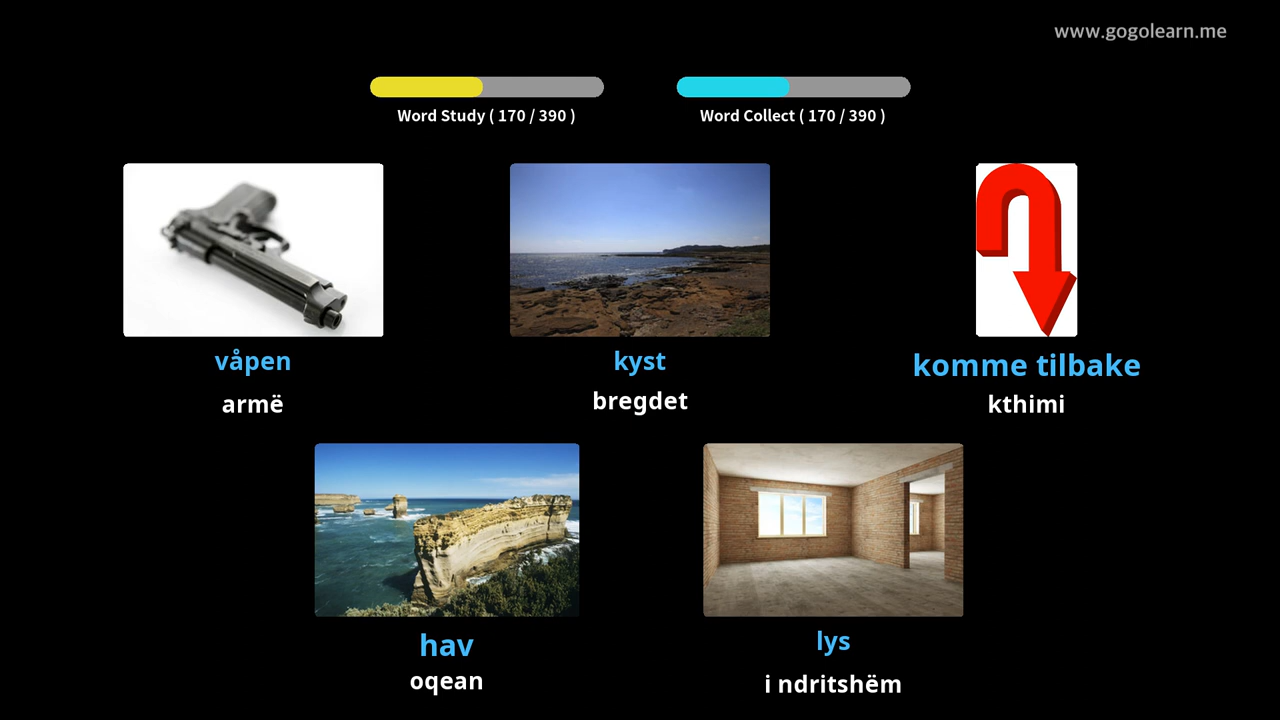 www.gogolearn.me
Word Study ( 170 / 390 )
Word Collect ( 170 / 390 )
våpen
armë
kyst
bregdet
komme tilbake
kthimi
hav
oqean
lys
i ndritshëm